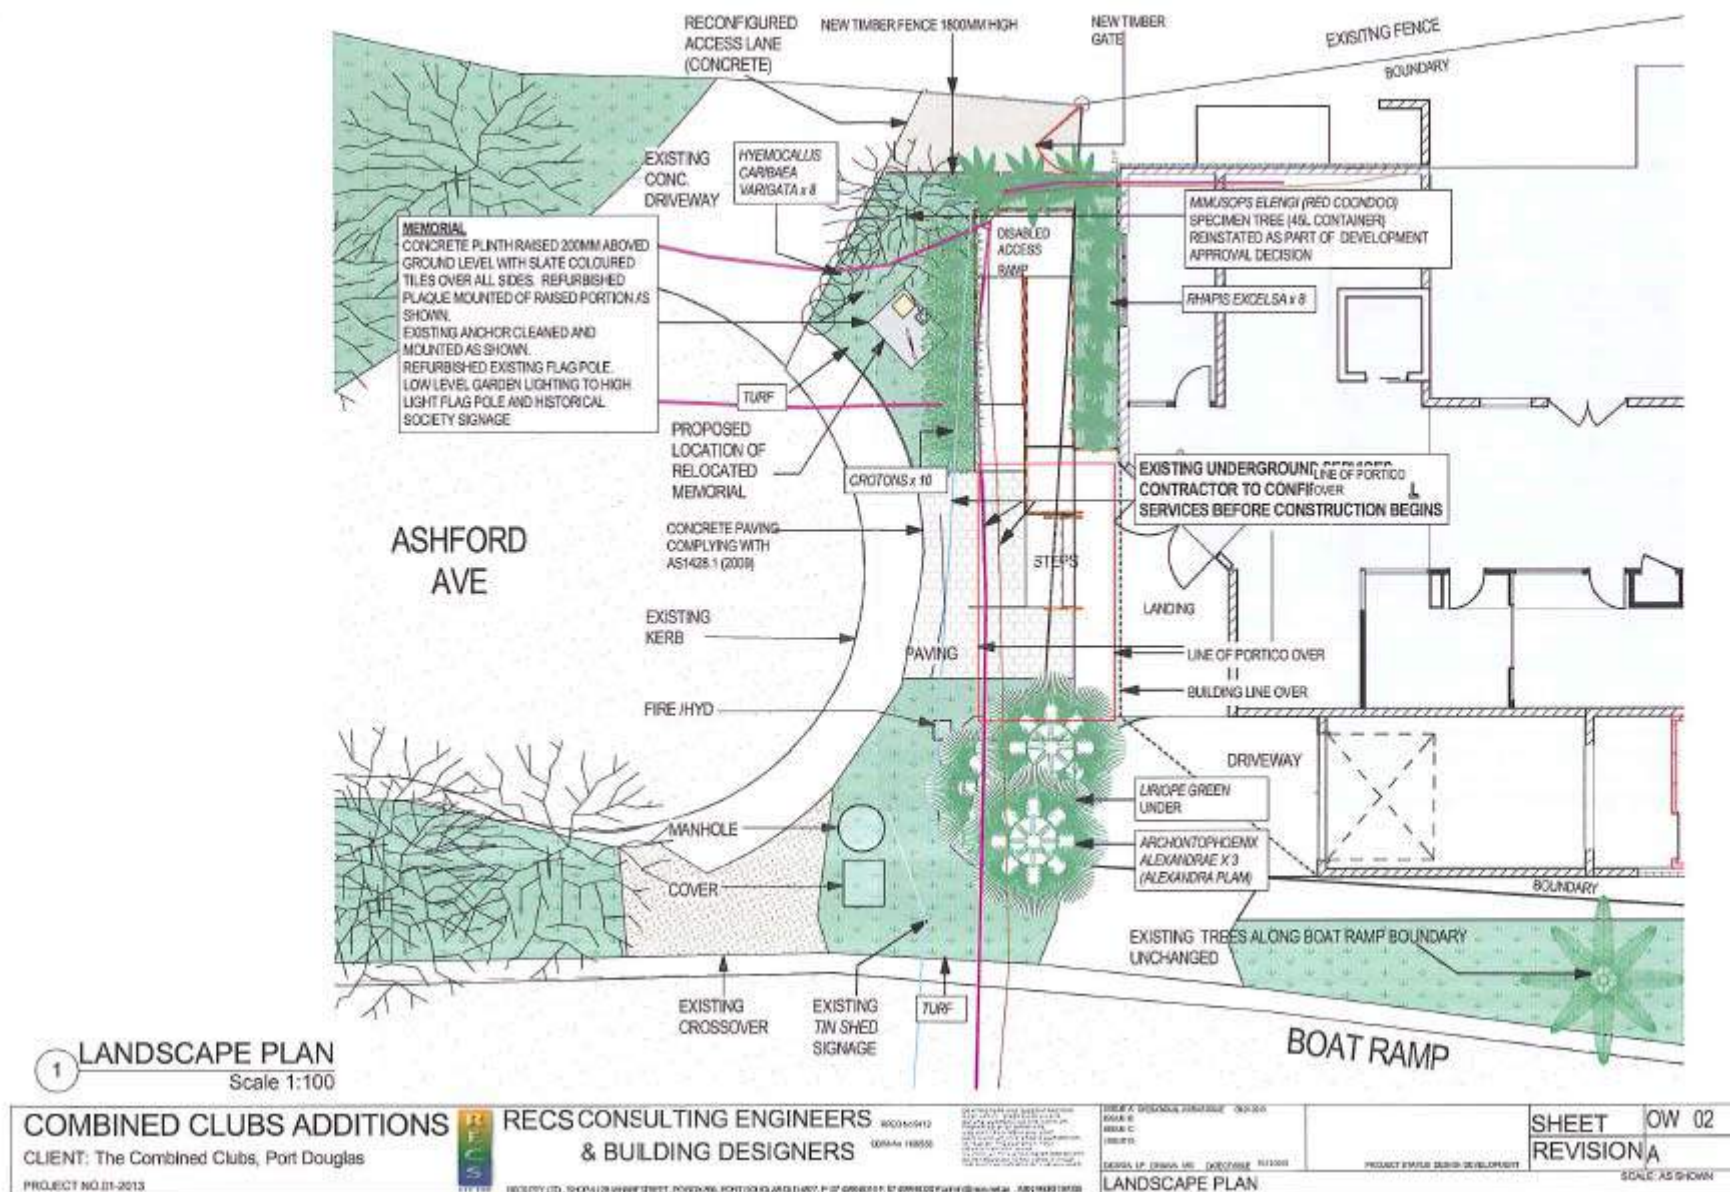 RECONFIGURED
ACCESS LANE
(CONCRETE)
NEW TIMBER FENCE 1800MM HIGH
NEW TIMBER
GATE
EXISITNG FENCE
BOUNDARY
EXISTING
CONC.
DRIVEWAY
HYEMOCALLIS
CARIBAEA
VARIGATA x 8
MEMORIAL
CONCRETE PLINTH RAISED 200MM ABOVED
GROUND LEVEL WITH SLATE COLOURED
TILES OVER ALL SIDES. REFURBISHED
PLAQUE MOUNTED OF RAISED PORTION AS
SHOWN.
EXISTING ANCHOR CLEANED AND
MOUNTED AS SHOWN.
REFURBISHED EXISTING FLAG POLE.
LOW LEVEL GARDEN LIGHTING TO HIGH
LIGHT FLAG POLE AND HISTORICAL
SOCIETY SIGNAGE
DISABLED
ACCESS
RAMP
MIMUSOPS ELENGI (RED COONDOO)
SPECIMEN TREE (45L CONTAINER)
REINSTATED AS PART OF DEVELOPMENT
APPROVAL DECISION
RHAPIS EXCELSA x 8
TURF
PROPOSED
LOCATION OF
RELOCATED
MEMORIAL
CROTONS x 10
EXISTING UNDERGROUND SERVICES
LINE OF PORTICO
OVER
CONTRACTOR TO
SERVICES BEFORE CONSTRUCTION BEGINS
CONCRETE PAVING
COMPLYING WITH
AS1428.1 (2009)
ASHFORD
AVE
STEPS
LANDING
EXISTING
KERB
PAVING
LINE OF PORTICO OVER
BUILDING LINE OVER
FIRE /HYD
DRIVEWAY
LIRIOPE GREEN
UNDER
MANHOLE
ARCHONTOPHOENIX
ALEXANDRAE X 3
(ALEXANDRA PLAM)
COVER
BOUNDARY
EXISTING TREES ALONG BOAT RAMP BOUNDARY
UNCHANGED
EXISTING
CROSSOVER
EXISTING
TIN SHED
SIGNAGE
TURF
BOAT RAMP
1
LANDSCAPE PLAN
Scale 1:100
COMBINED CLUBS ADDITIONS
CLIENT: The Combined Clubs, Port Douglas
PROJECT NO.01-2013
RECS
RECS CONSULTING ENGINEERS
& BUILDING DESIGNERS
PROJECT STATUS DESIGN DEVELOPMENT
LANDSCAPE PLAN
SHEET OW 02
REVISION A
SCALE: AS SHOWN